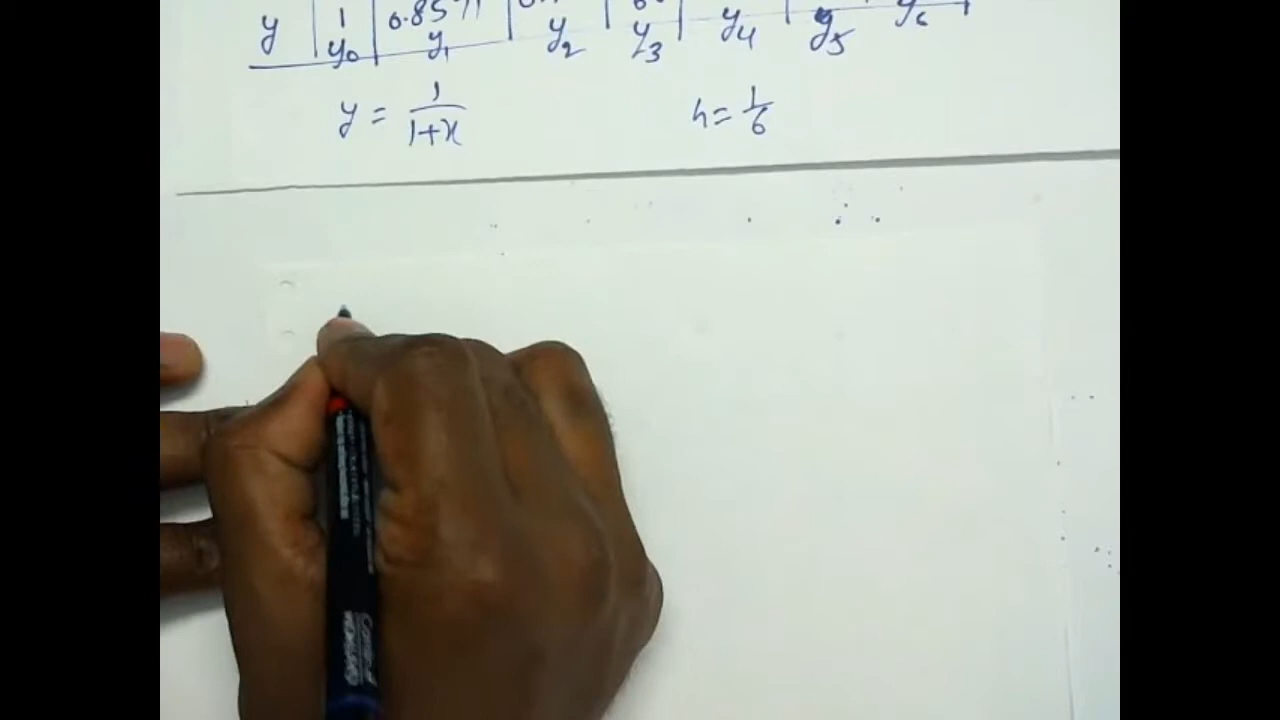 y 1 0.8571
y0 y1 y2 y3 y4 y5 y6
y = 1/1+x h = 1/6